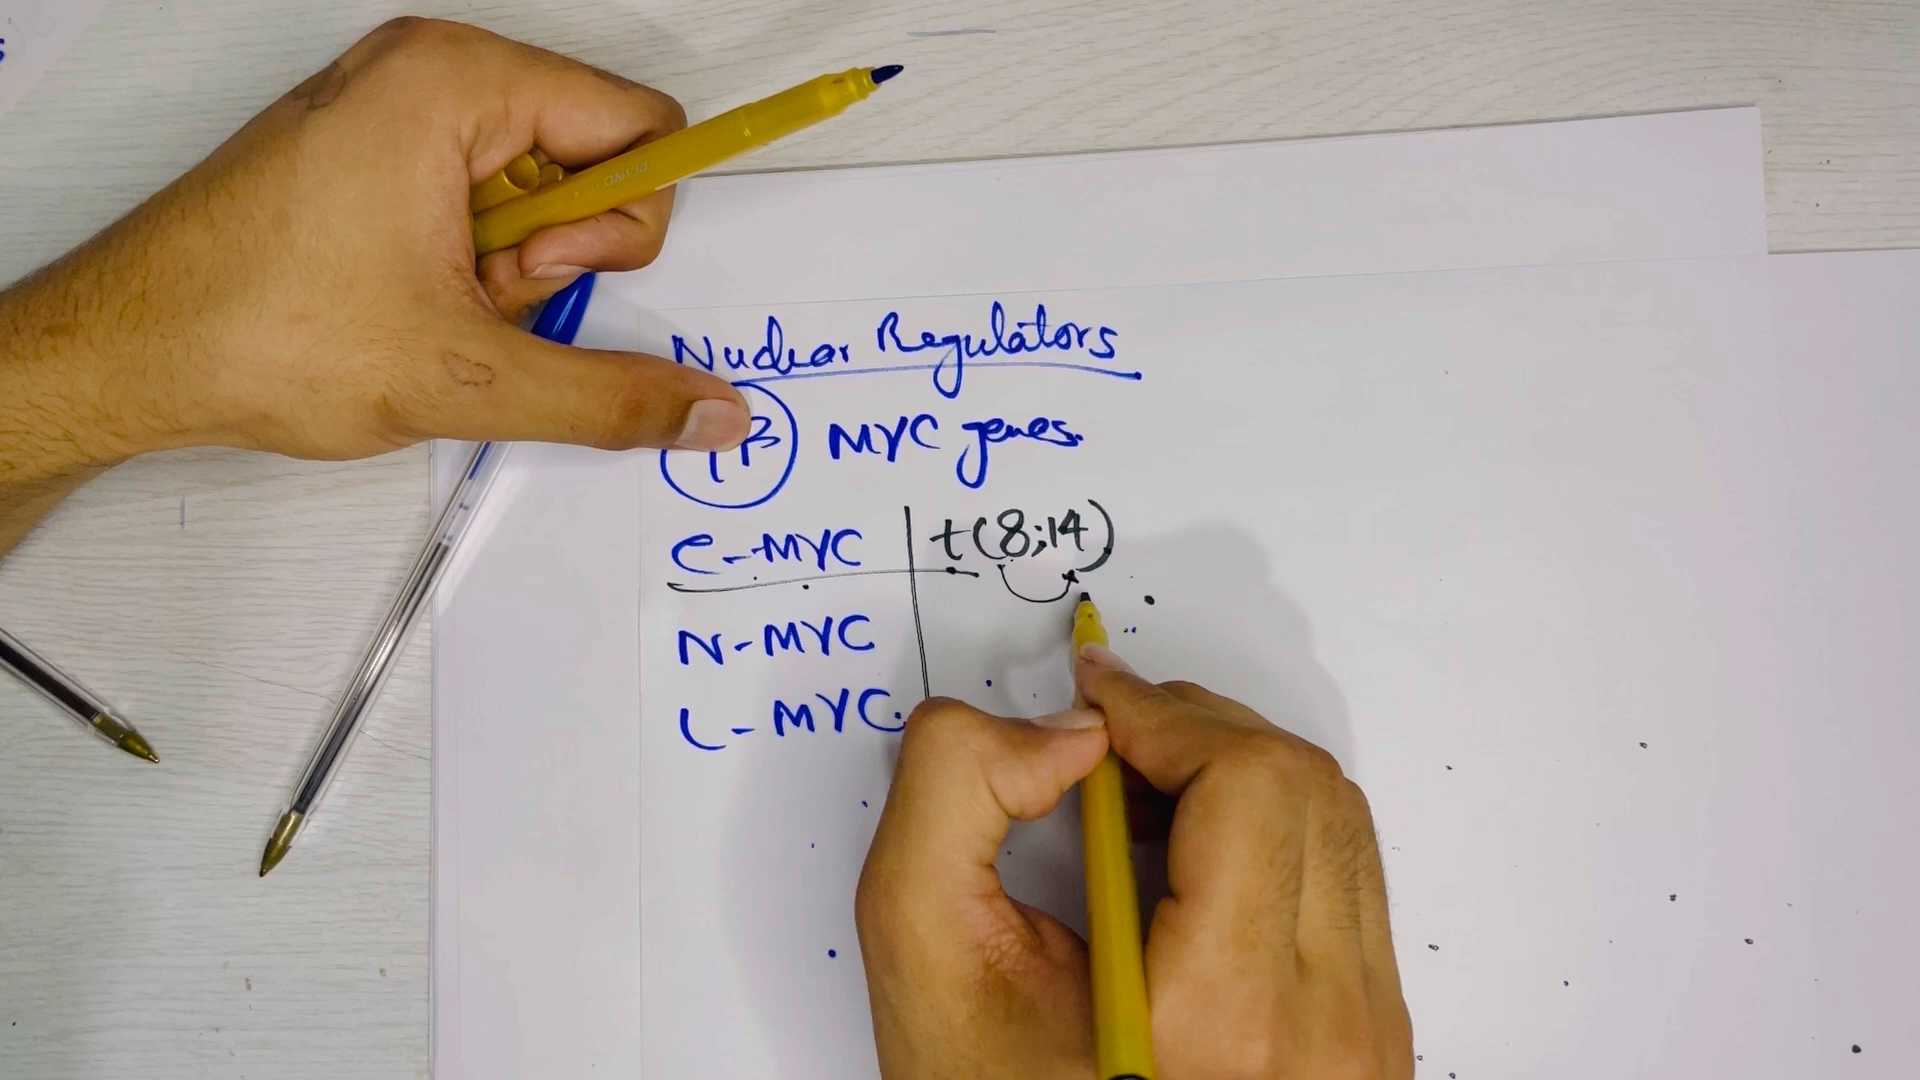 Nuclear Regulators
MYC genes.
C-MYC t(8;14)
N-MYC
L-MYC.